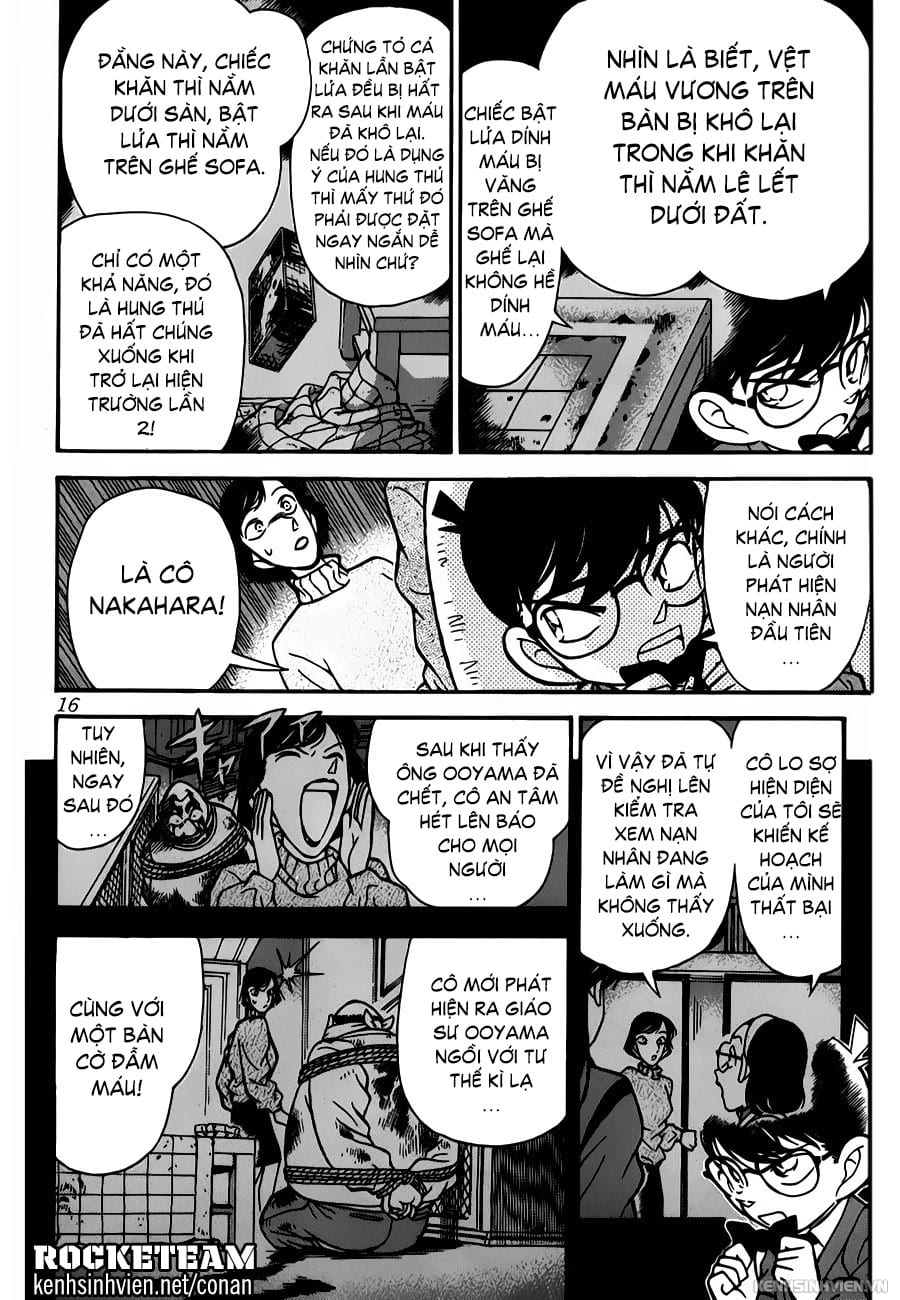 NHÌN LÀ BIẾT, VỆT
MÁU VƯƠNG TRÊN
BÀN BỊ KHÔ LẠI
TRONG KHI KHĂN
THÌ NẰM LÊ LẾT
DƯỚI ĐẤT.
CHIẾC BẬT
LỬA DÍNH
MÁU BỊ
VĂNG
TRÊN GHẾ
SOFA MÀ
GHẾ LẠI
KHÔNG HỀ
DÍNH
MÁU...
CHỨNG TỎ CẢ
KHĂN LẪN BẬT
LỬA ĐỀU BỊ HẤT
RA SAU KHI MÁU
ĐÃ KHÔ LẠI.
NẾU ĐÓ LÀ DỤNG
Ý CỦA HUNG THỦ
THÌ MẤY THỨ ĐÓ
PHẢI ĐƯỢC ĐẶT
NGAY NGẮN DỄ
NHÌN CHỨ?
ĐẰNG NÀY, CHIẾC
KHĂN THÌ NẰM
DƯỚI SÀN, BẬT
LỬA THÌ NẰM
TRÊN GHẾ SOFA.
CHỈ CÓ MỘT
KHẢ NĂNG, ĐÓ
LÀ HUNG THỦ
ĐÃ HẤT CHÚNG
XUỐNG KHI
TRỞ LẠI HIỆN
TRƯỜNG LẦN
2!
NÓI CÁCH
KHÁC, CHÍNH
LÀ NGƯỜI
PHÁT HIỆN
NẠN NHÂN
ĐẦU TIÊN
...
LÀ CÔ
NAKAHARA!
16
CÔ LO SỢ
HIỆN DIỆN
CỦA TÔI SẼ
KHIẾN KẾ
HOẠCH
CỦA MÌNH
THẤT BẠI
...
VÌ VẬY ĐÃ TỰ
ĐỀ NGHỊ LÊN
KIỂM TRA
XEM NẠN
NHÂN ĐANG
LÀM GÌ MÀ
KHÔNG THẤY
XUỐNG.
SAU KHI THẤY
ÔNG OOYAMA ĐÃ
CHẾT, CÔ AN TÂM
HÉT LÊN BÁO
CHO MỌI
NGƯỜI
...
キャアア
TUY
NHIÊN,
NGAY
SAU ĐÓ
...
CÔ MỚI PHÁT
HIỆN RA GIÁO
SƯ OOYAMA
NGỒI VỚI TƯ
THẾ KÌ LẠ
...
CÙNG VỚI
MỘT BÀN
CỜ ĐẪM
MÁU!
ROCKETEAM
kenhsinhvien.net/conan
KENHSINHVIEN.VN